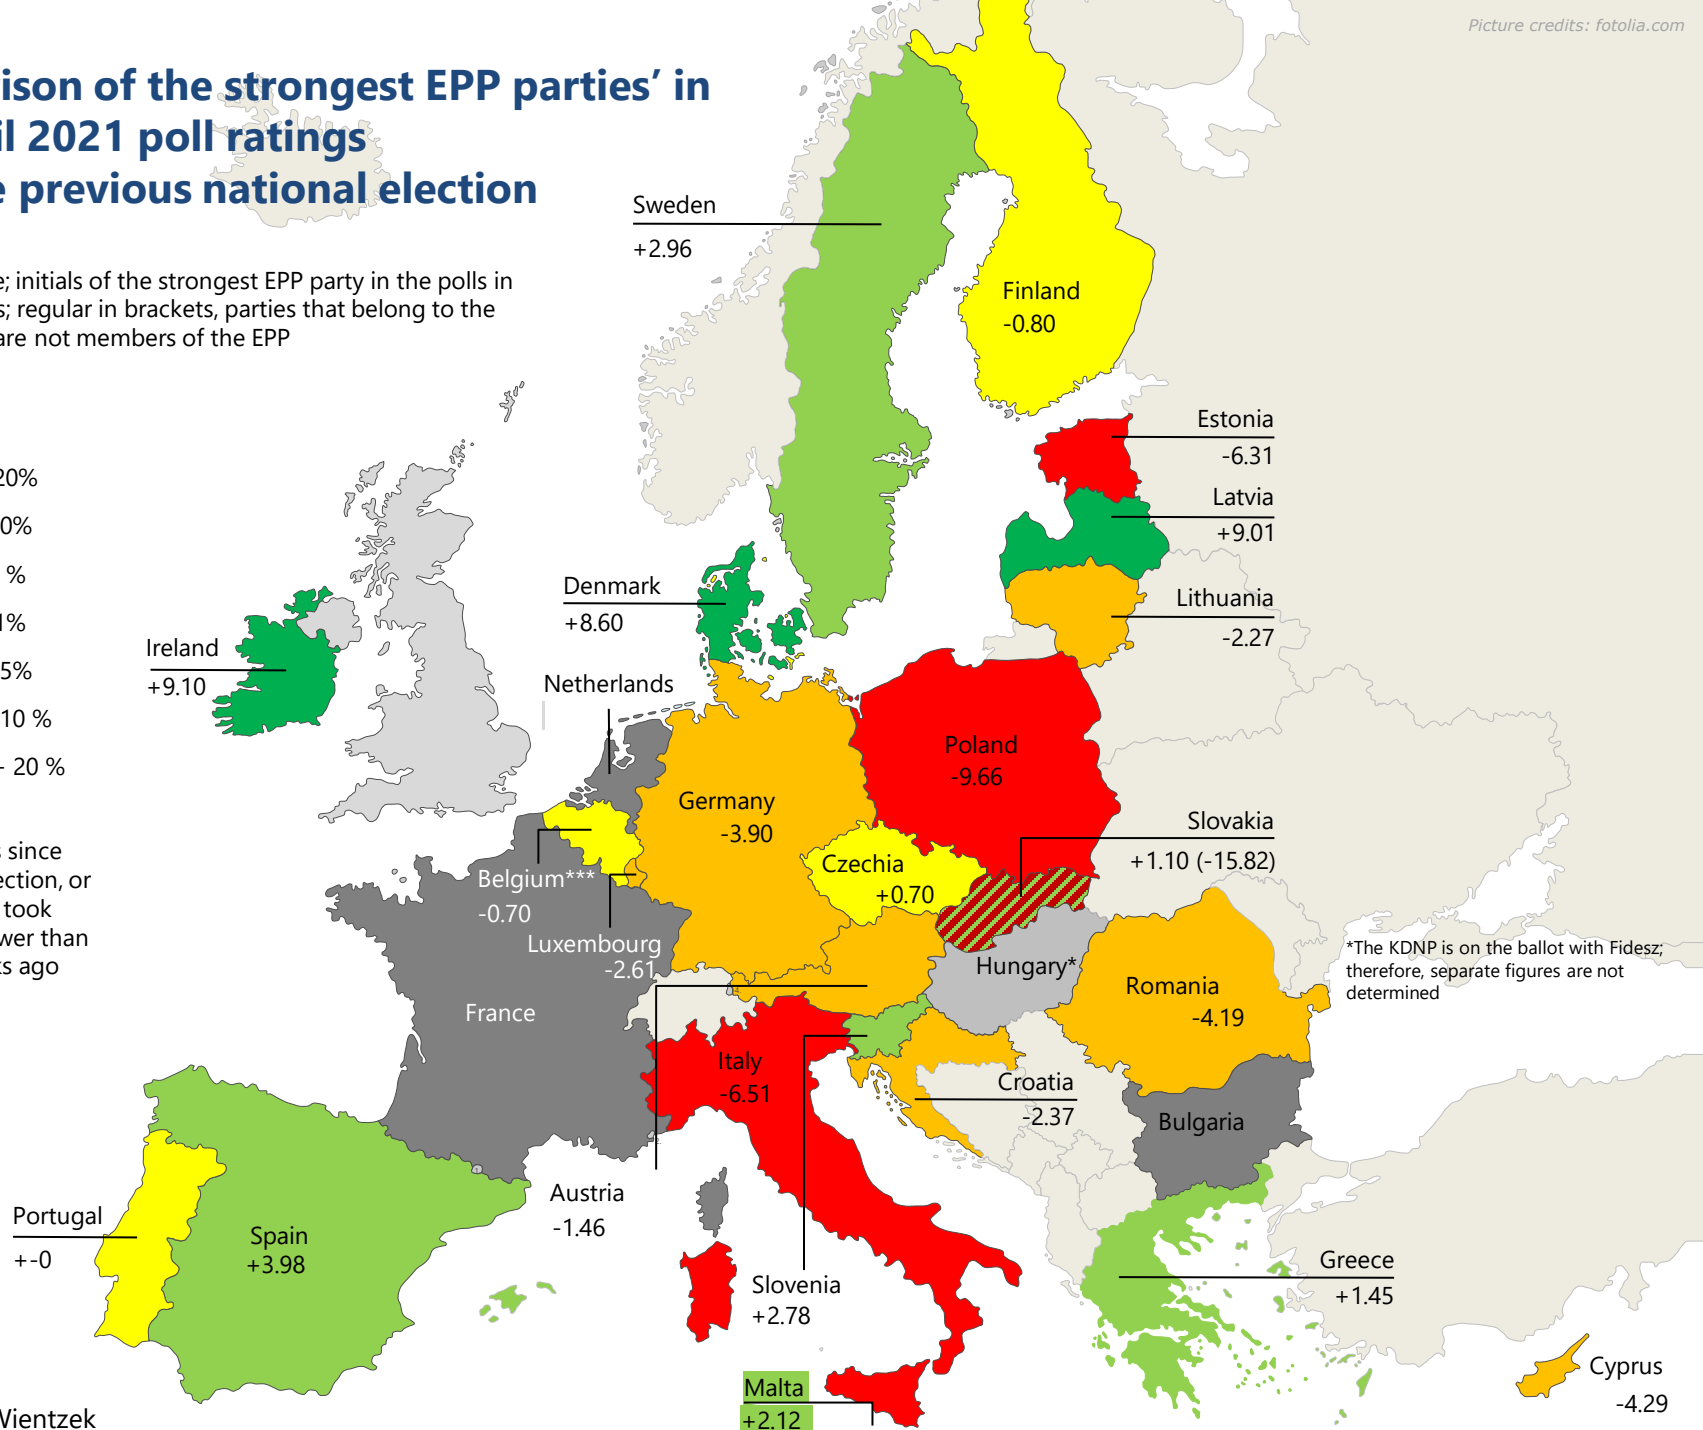 Picture credits: fotolia.com
ison of the strongest EPP parties’ in
il 2021 poll ratings
e previous national election
e; initials of the strongest EPP party in the polls in
s; regular in brackets, parties that belong to the
are not members of the EPP
20%
0%
%
1%
5%
10 %
- 20 %
s since
ection, or
took
wer than
ks ago
Sweden
+2.96
Finland
-0.80
Estonia
-6.31
Latvia
+9.01
Lithuania
-2.27
Denmark
+8.60
Ireland
+9.10
Netherlands
Poland
-9.66
Germany
-3.90
Slovakia
+1.10 (-15.82)
Czechia
+0.70
Belgium***
-0.70
Luxembourg
-2.61
France
Hungary*
*The KDNP is on the ballot with Fidesz;
therefore, separate figures are not
determined
Romania
-4.19
Italy
-6.51
Croatia
-2.37
Bulgaria
Austria
-1.46
Portugal
+-0
Spain
+3.98
Slovenia
+2.78
Greece
+1.45
Malta
+2.12
Cyprus
-4.29
Wientzek